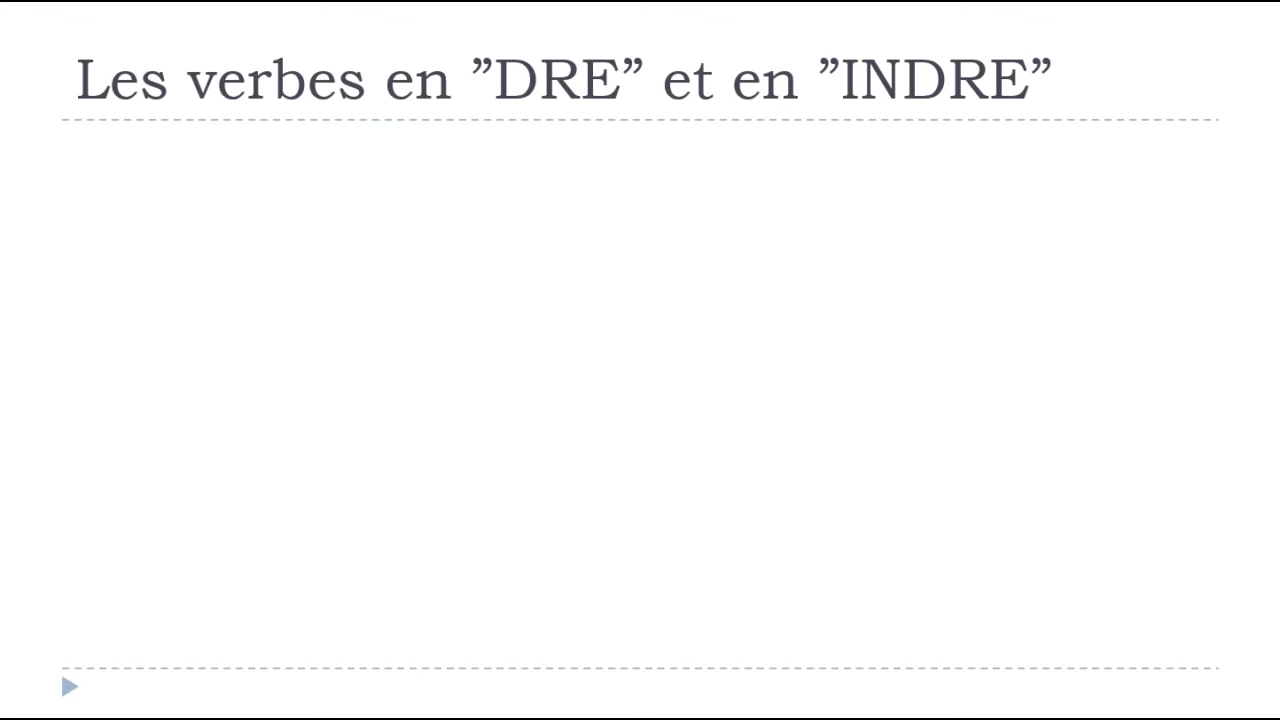 Les verbes en ”DRE” et en ”INDRE”